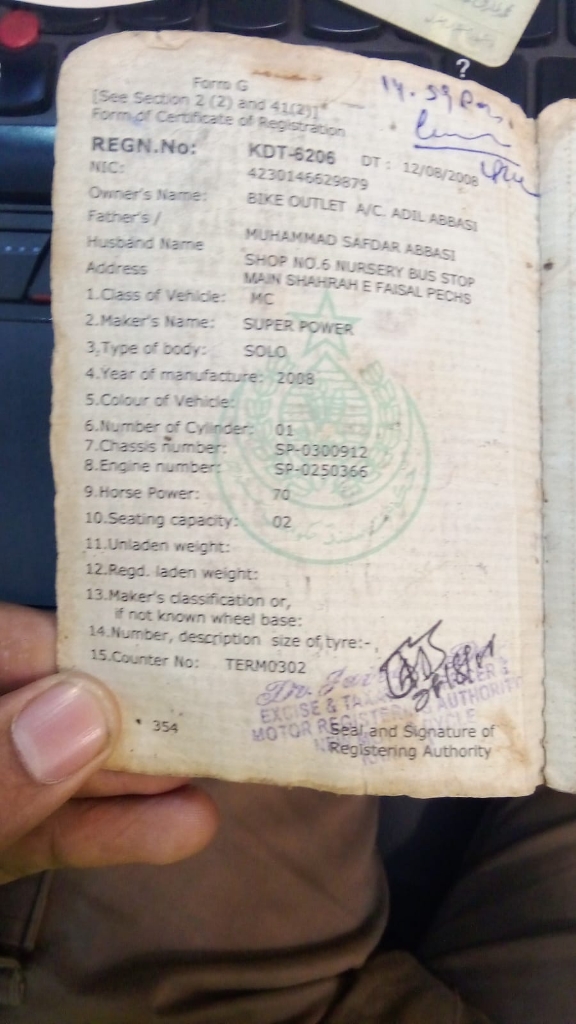 Form G
[See Section 2 (2) and 41(2)]
Form of Certificate of Registration
REGN.No: KDT-6206 DT : 12/08/2008
NIC: 4230146629879
Owner's Name: BIKE OUTLET A/C. ADIL ABBASI
Father's /
Husband Name MUHAMMAD SAFDAR ABBASI
Address SHOP NO.6 NURSERY BUS STOP
MAIN SHAHRAH E FAISAL PECHS
1.Class of Vehicle: MC
2.Maker's Name: SUPER POWER
3,Type of body: SOLO
4.Year of manufacture: 2008
5.Colour of Vehicle:
6.Number of Cylinder: 01
7.Chassis number: SP-0300912
8.Engine number: SP-0250366
9.Horse Power: 70
10.Seating capacity: 02
11.Unladen weight:
12.Regd. laden weight:
13.Maker's classification or,
if not known wheel base:
14.Number, description size of tyre:-
15.Counter No: TERM0302
EXCISE & TAXATION
MOTOR REGISTERING AUTHORITY
354
Seal and Signature of
Registering Authority
?